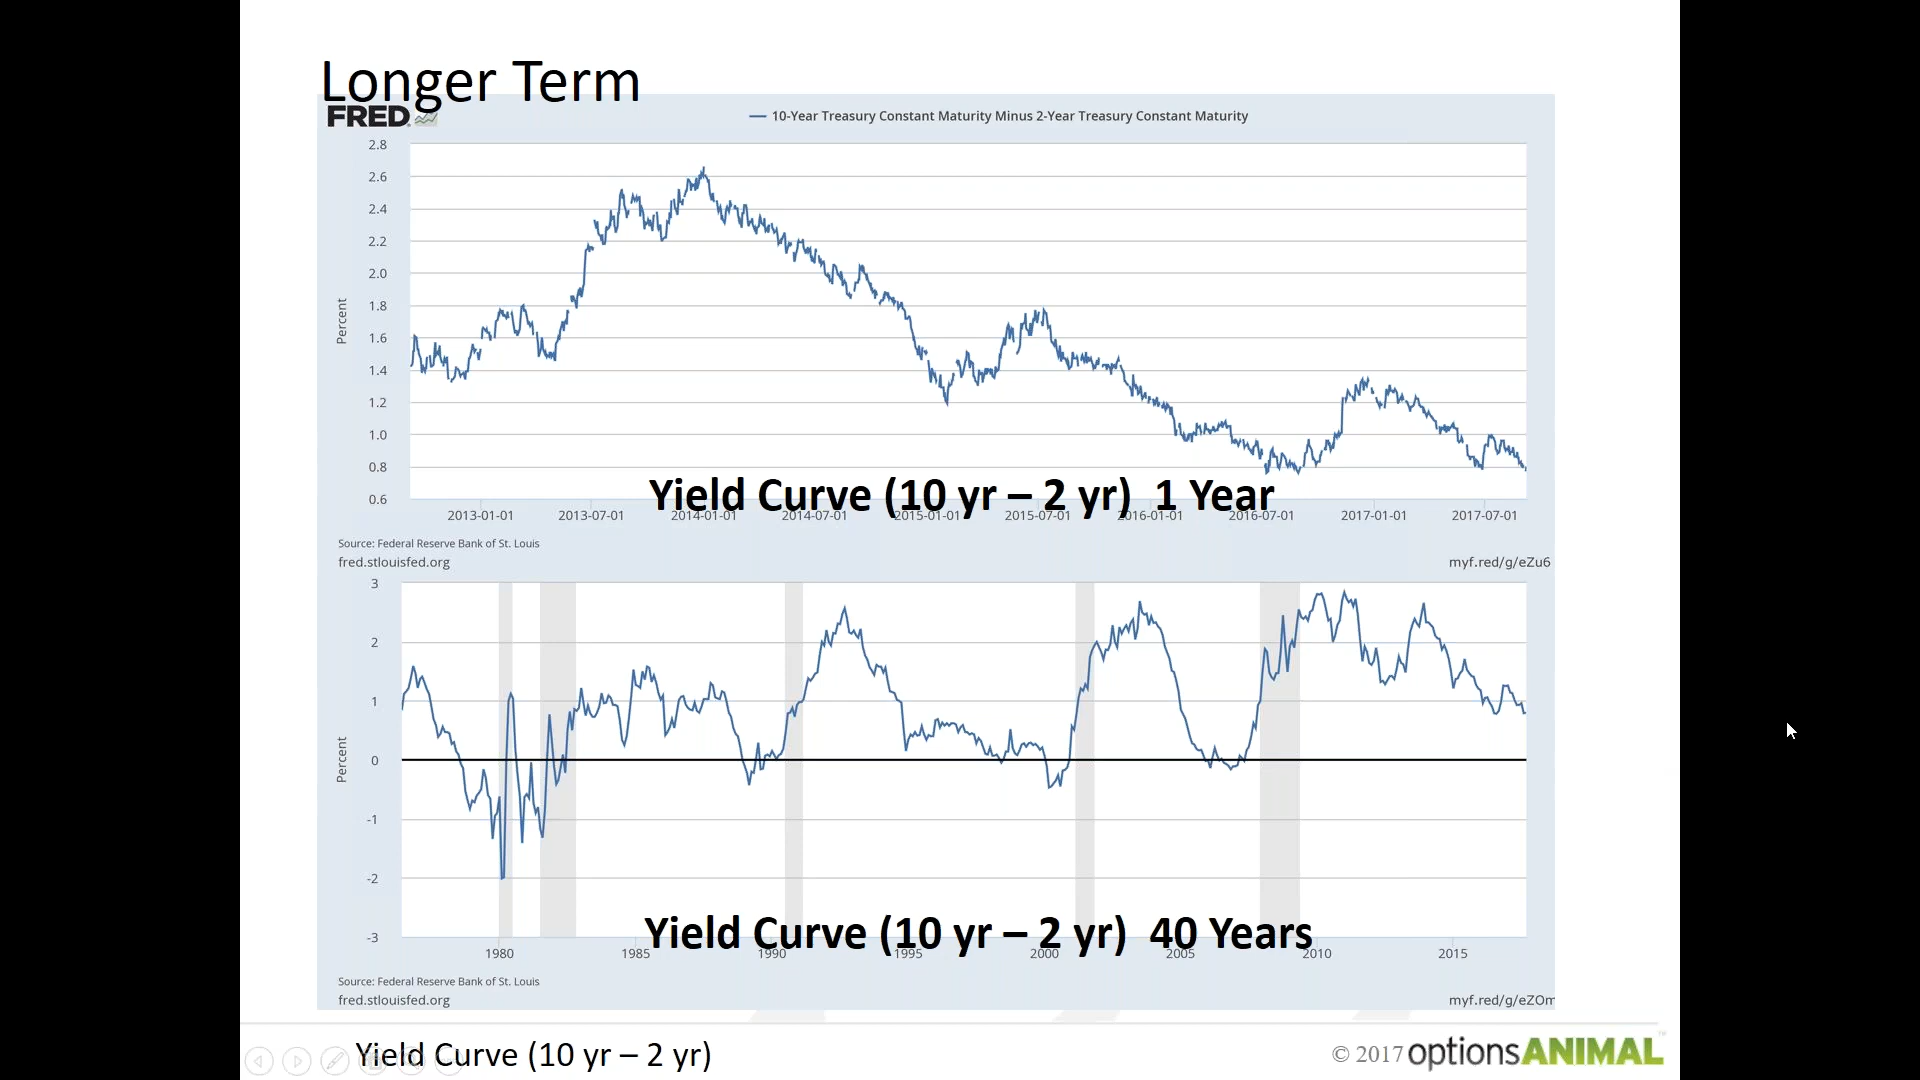 Longer Term
FRED
10-Year Treasury Constant Maturity Minus 2-Year Treasury Constant Maturity
2.8
2.6
2.4
2.2
2.0
1.8
1.6
1.4
1.2
1.0
0.8
0.6
Percent
Yield Curve (10 yr – 2 yr)  1 Year
2013-01-01 2013-07-01 2014-01-01 2014-07-01 2015-01-01 2015-07-01 2016-01-01 2016-07-01 2017-01-01 2017-07-01
Source: Federal Reserve Bank of St. Louis
fred.stlouisfed.org myf.red/g/eZu6
3
2
1
0
-1
-2
-3
Percent
Yield Curve (10 yr – 2 yr)  40 Years
1980 1985 1990 1995 2000 2005 2010 2015
Source: Federal Reserve Bank of St. Louis
fred.stlouisfed.org myf.red/g/eZOm
Yield Curve (10 yr – 2 yr)
© 2017 optionsANIMAL™